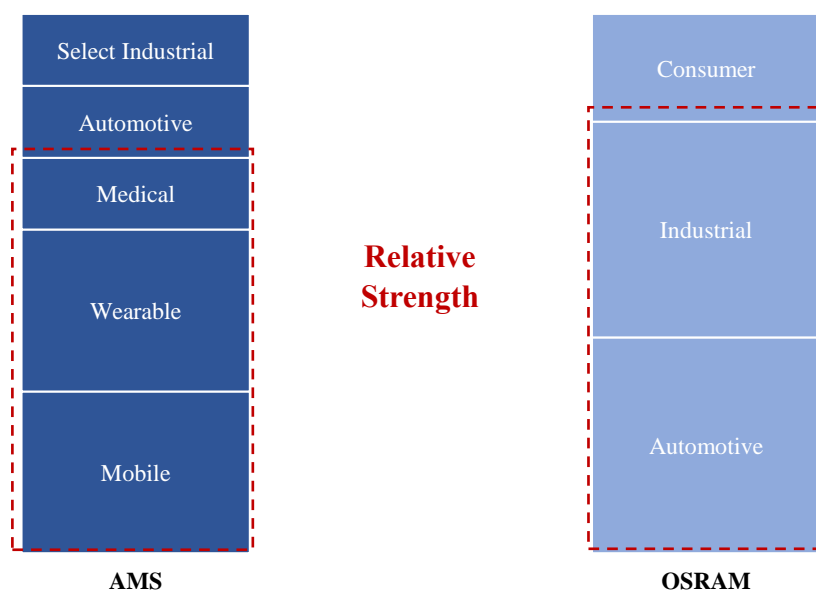 Select Industrial
Automotive
Medical
Wearable
Mobile
AMS
Relative
Strength
Consumer
Industrial
Automotive
OSRAM